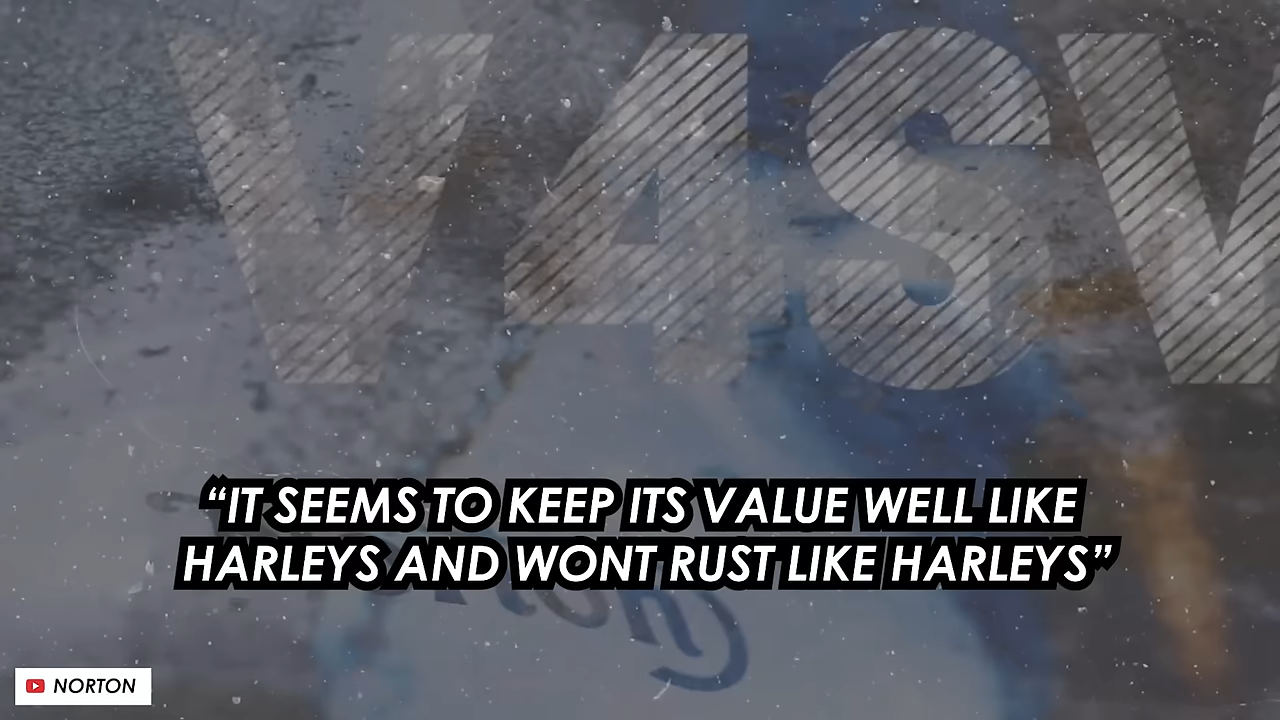 V4SV
“IT SEEMS TO KEEP ITS VALUE WELL LIKE
HARLEYS AND WONT RUST LIKE HARLEYS”
NORTON